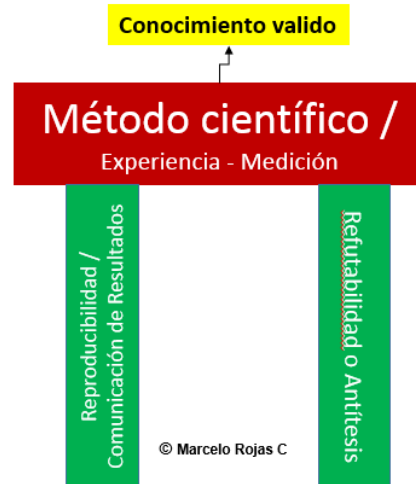 Conocimiento valido
Método científico /
Experiencia - Medición
Reproducibilidad /
Comunicación de Resultados
Refutabilidad o Antítesis
© Marcelo Rojas C